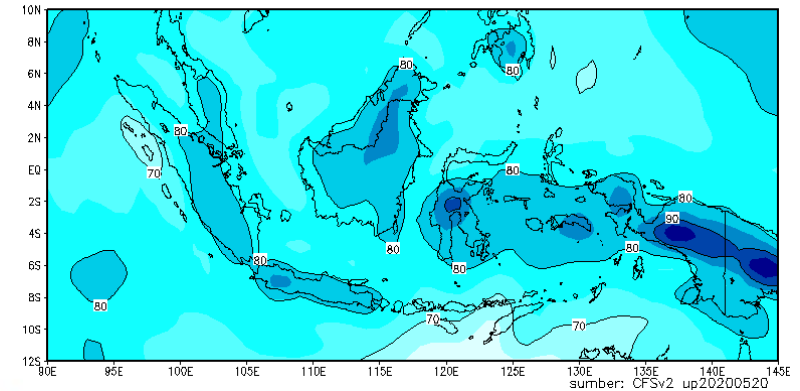 10N
8N
80
80
6N
4N
80
2N
80
EQ
70
80
2S
90
4S
80
80
80
80
6S
80
8S
70
70
10S
12S
90E 95E 100E 105E 110E 115E 120E 125E 130E 135E 140E 145E
sumber: CFSv2 up20200520